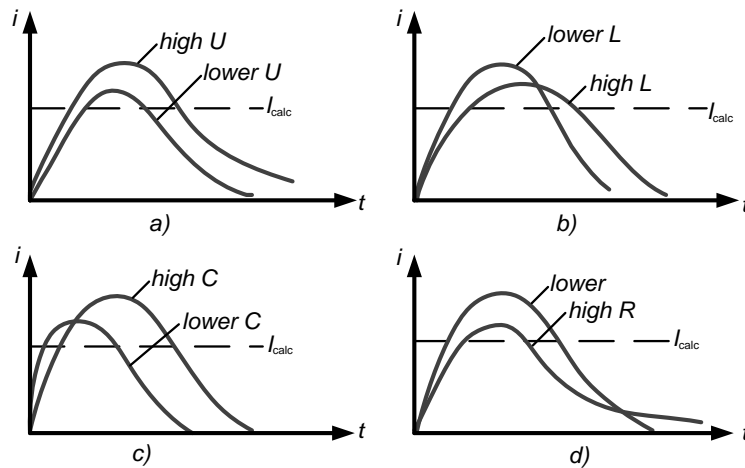 i
high U
lower U
I calc
t
a)
i
lower L
high L
I calc
t
b)
i
high C
lower C
I calc
t
c)
i
lower
high R
I calc
t
d)